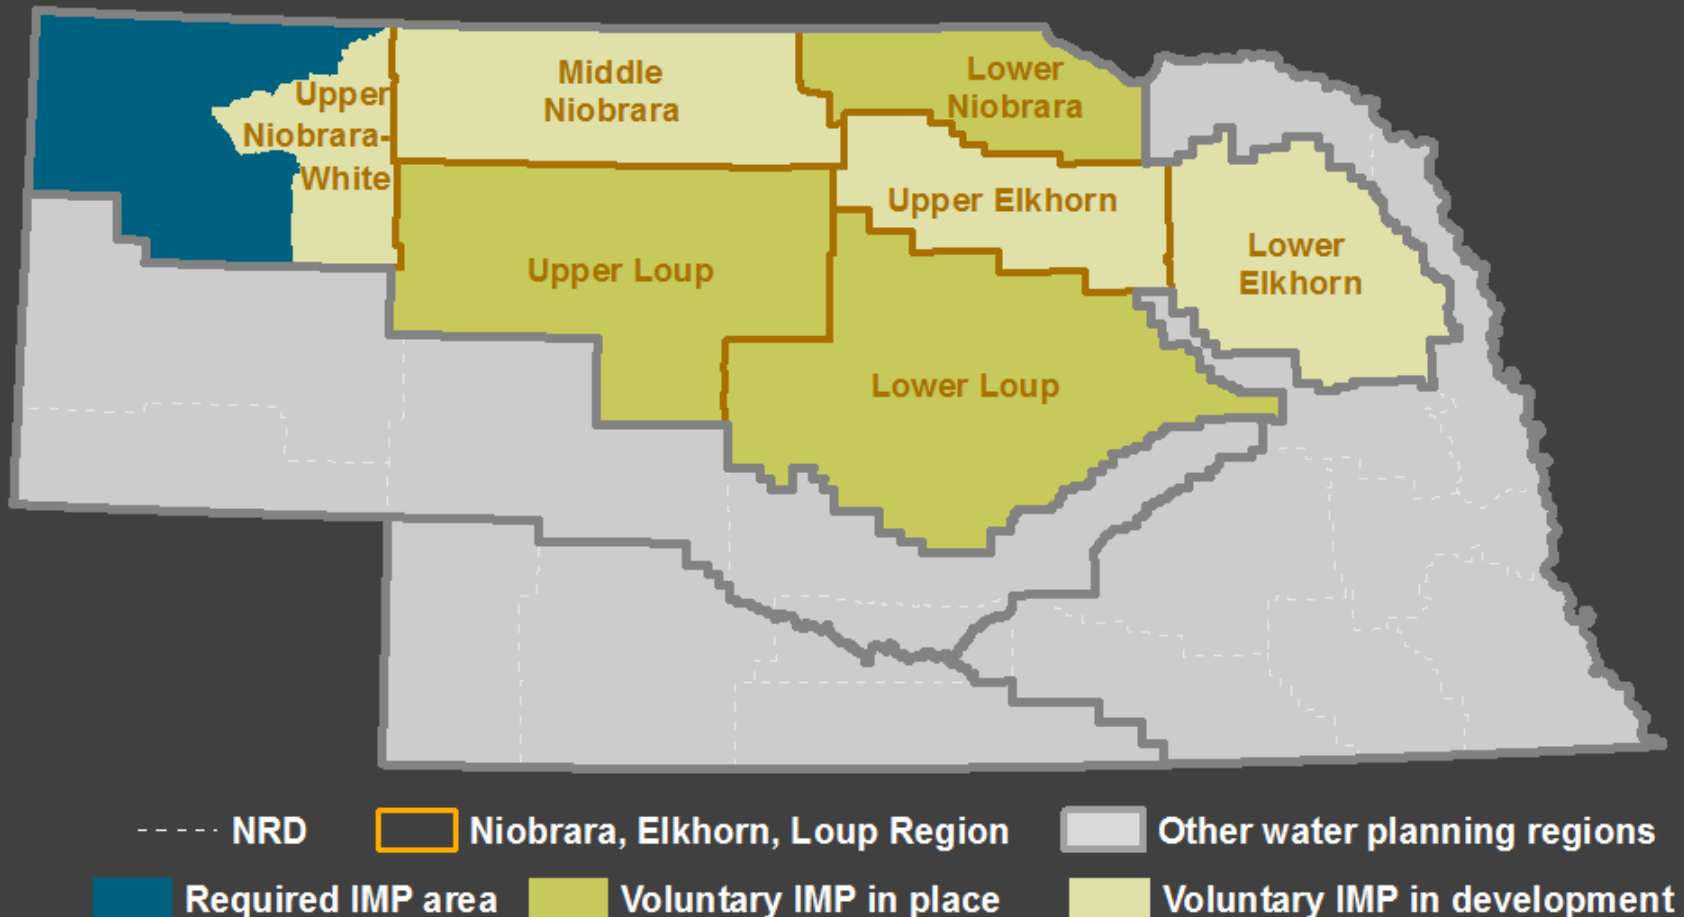 Middle
Niobrara
Lower
Niobrara
Upper
Niobrara-
White
Upper Elkhorn
Lower
Elkhorn
Upper Loup
Lower Loup
NRD
Niobrara, Elkhorn, Loup Region
Other water planning regions
Required IMP area
Voluntary IMP in place
Voluntary IMP in development